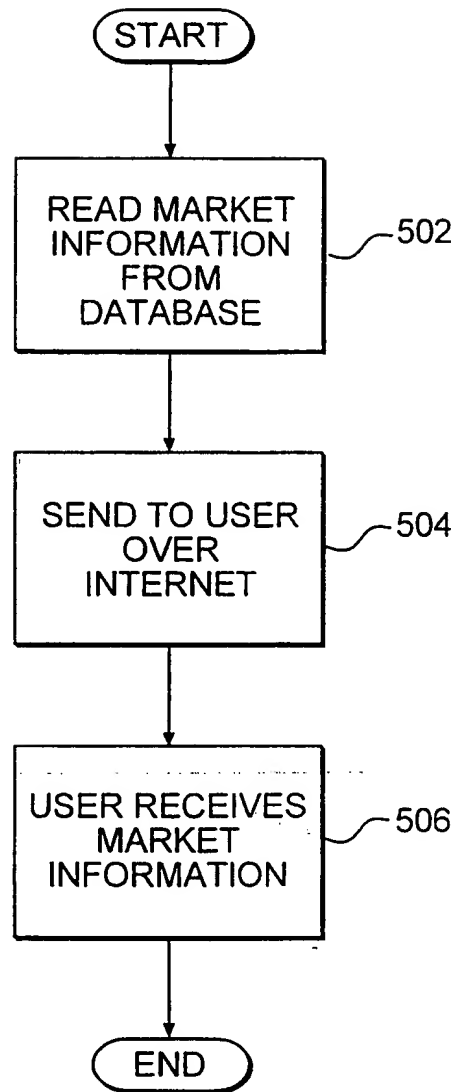 START
READ MARKET
INFORMATION
FROM
DATABASE
502
SEND TO USER
OVER
INTERNET
504
USER RECEIVES
MARKET
INFORMATION
506
END